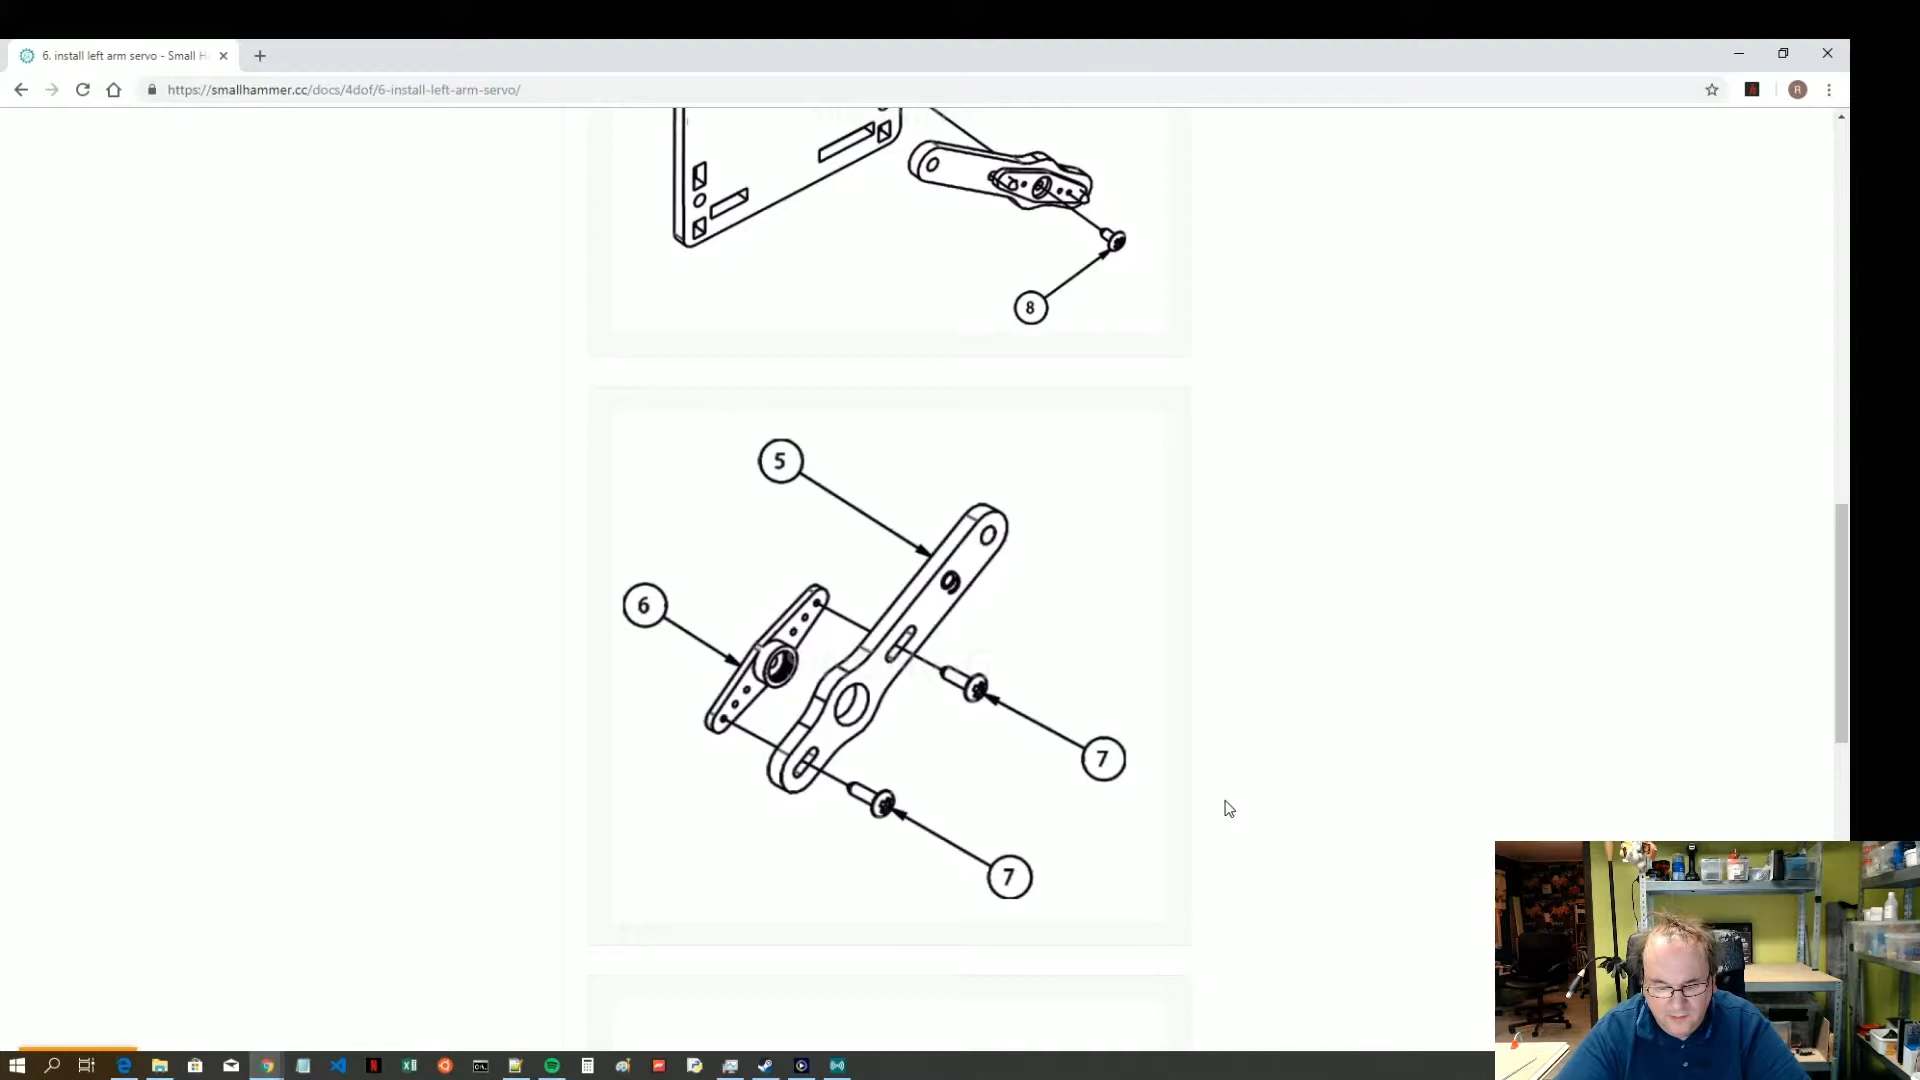 6. install left arm servo - Small H
https://smallhammer.cc/docs/4dof/6-install-left-arm-servo/
R
8
5
9
6
7
7